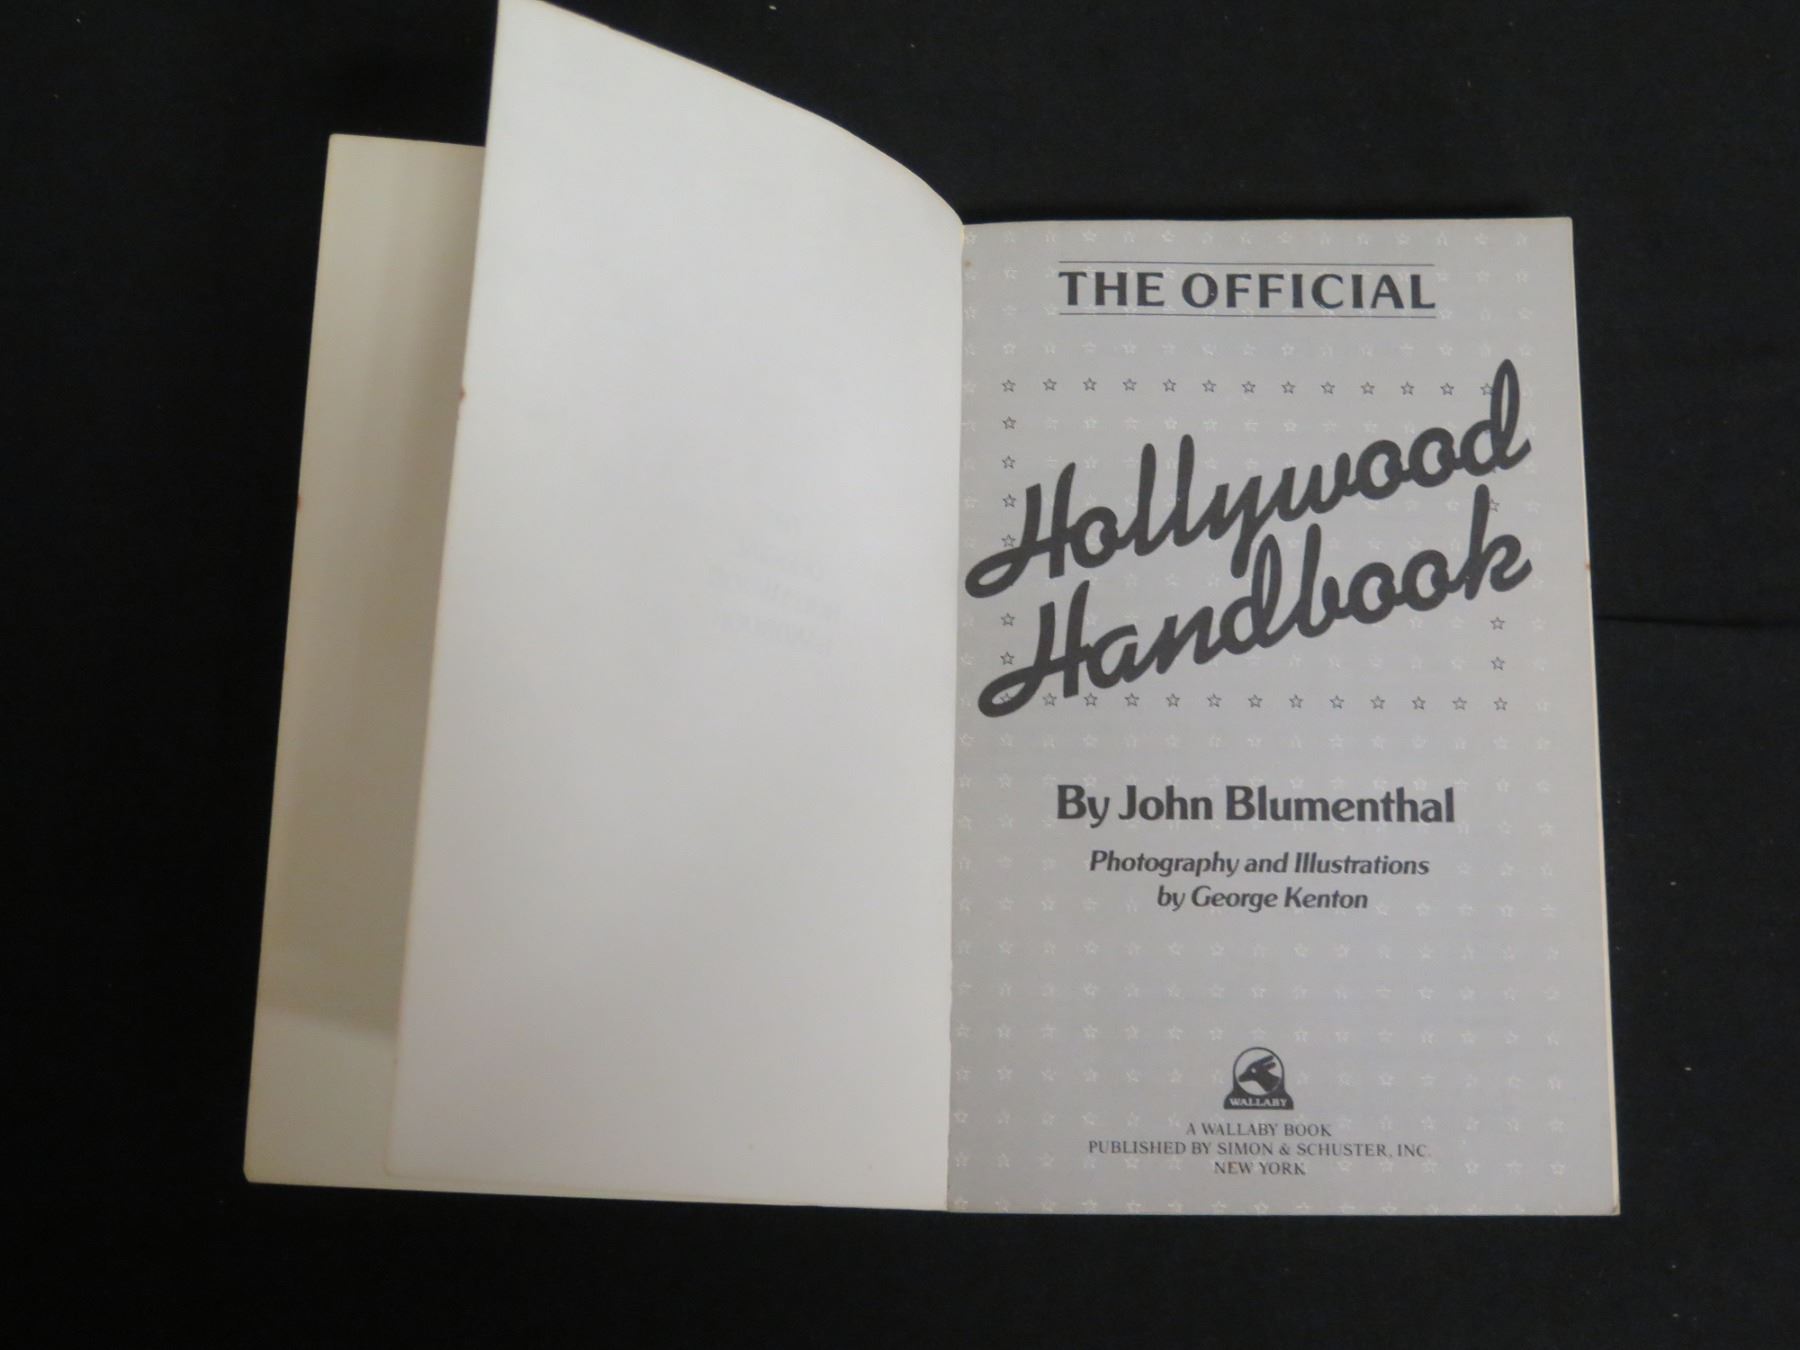 THE OFFICIAL
Hollywood
Handbook
By John Blumenthal
Photography and Illustrations
by George Kenton
WALLABY
A WALLABY BOOK
PUBLISHED BY SIMON & SCHUSTER, INC.
NEW YORK